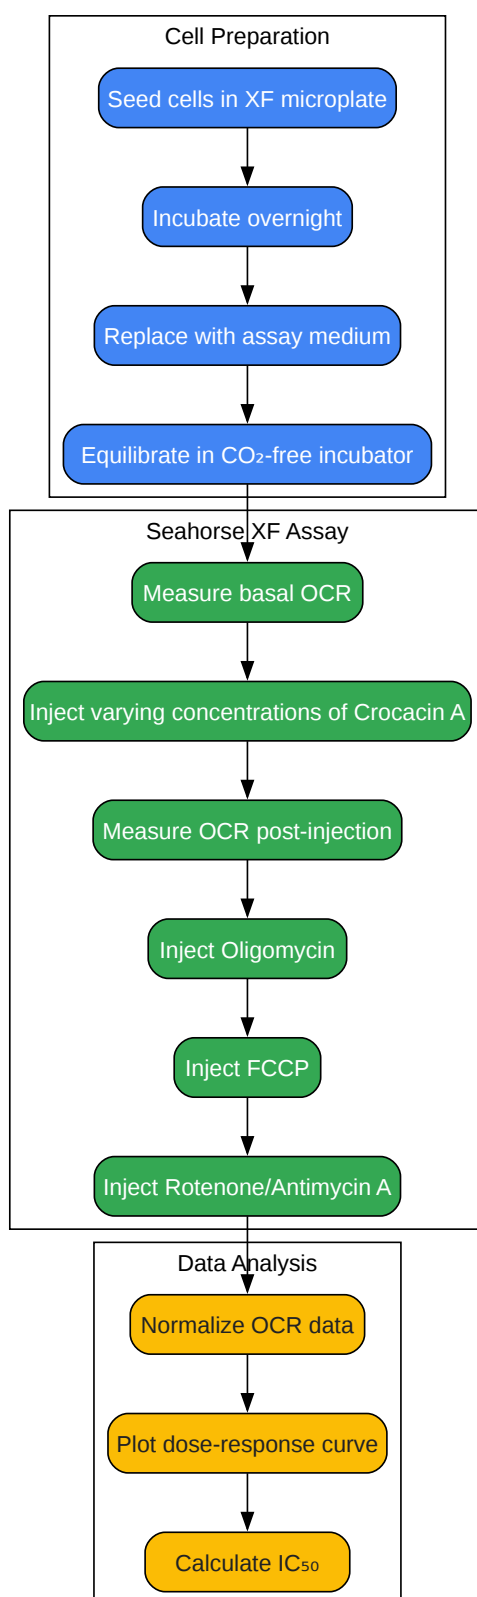 Cell Preparation
Seed cells in XF microplate
Incubate overnight
Replace with assay medium
Equilibrate in CO₂-free incubator
Seahorse XF Assay
Measure basal OCR
Inject varying concentrations of Crocacin A
Measure OCR post-injection
Inject Oligomycin
Inject FCCP
Inject Rotenone/Antimycin A
Data Analysis
Normalize OCR data
Plot dose-response curve
Calculate IC₅₀